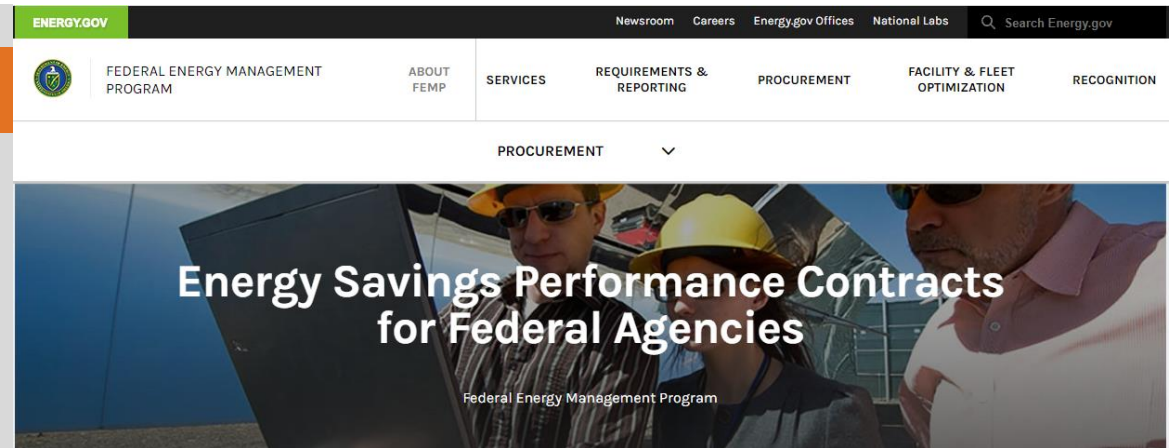 ENERGY.GOV
Newsroom Careers Energy.gov Offices National Labs Search Energy.gov
FEDERAL ENERGY MANAGEMENT
PROGRAM
ABOUT
FEMP
SERVICES
REQUIREMENTS &
REPORTING
PROCUREMENT
FACILITY & FLEET
OPTIMIZATION
RECOGNITION
PROCUREMENT
Energy Savings Performance Contracts
for Federal Agencies
Federal Energy Management Program